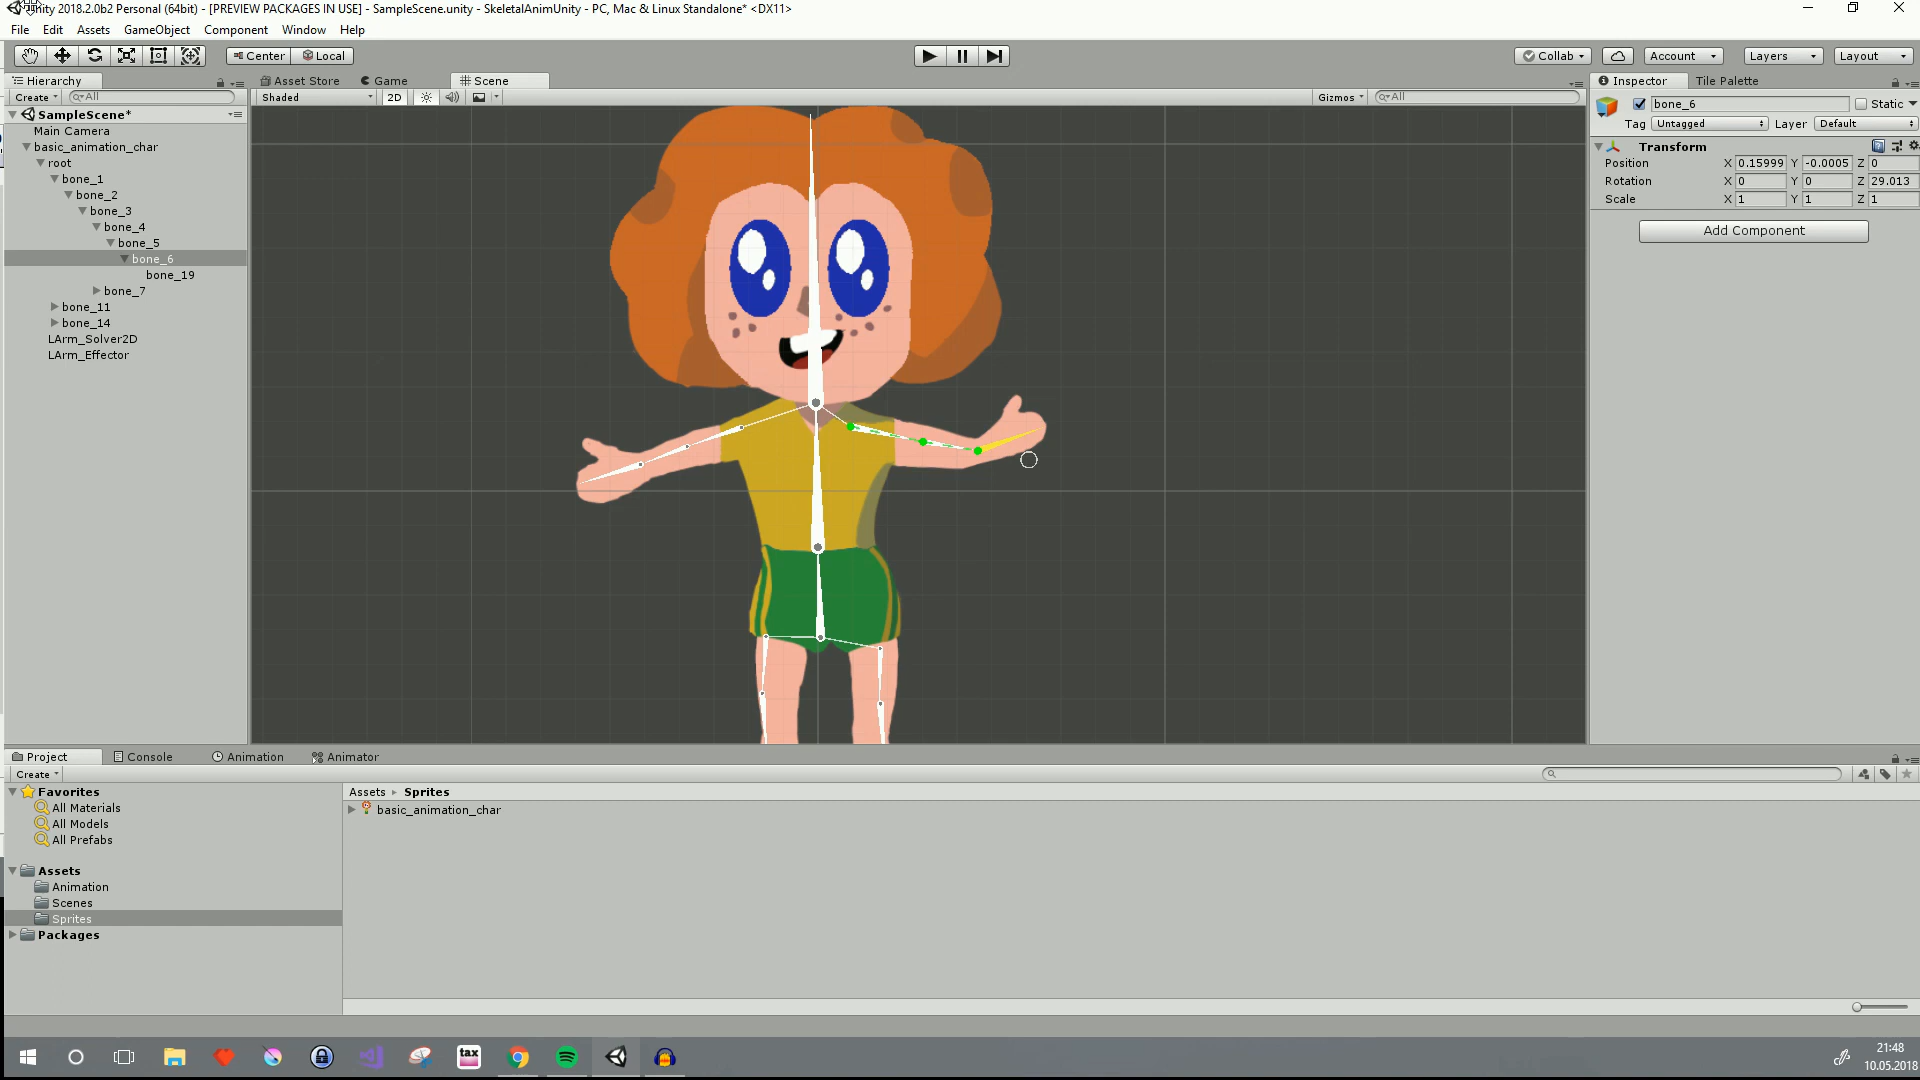 Unity 2018.2.0b2 Personal (64bit) - [PREVIEW PACKAGES IN USE] - SampleScene.unity - SkeletalAnimUnity - PC, Mac & Linux Standalone* <DX11>
File Edit Assets GameObject Component Window Help
Center Local Collab Account Layers Layout
Hierarchy Asset Store Game Scene Inspector Tile Palette
Create All Shaded 2D Gizmos All
bone_6 Static
Tag Untagged Layer Default
SampleScene*
Main Camera
basic_animation_char
root
bone_1
bone_2
bone_3
bone_4
bone_5
bone_6
bone_19
bone_7
bone_11
bone_14
LArm_Solver2D
LArm_Effector
Transform
Position X 0.15999 Y -0.0005 Z 0
Rotation X 0 Y 0 Z 29.013
Scale X 1 Y 1 Z 1
Add Component
Project Console Animation Animator
Create
Favorites
All Materials
All Models
All Prefabs
Assets
Animation
Scenes
Sprites
Packages
Assets Sprites
basic_animation_char
tax
21:48
10.05.2018